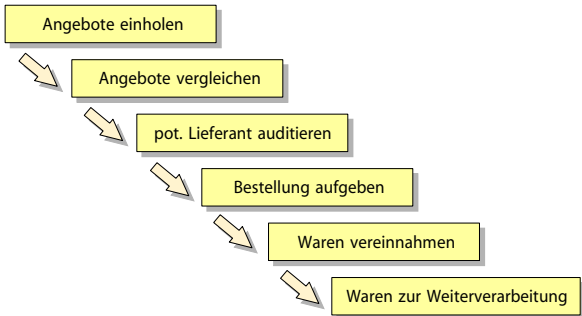 Angebote einholen
Angebote vergleichen
pot. Lieferant auditieren
Bestellung aufgeben
Waren vereinnahmen
Waren zur Weiterverarbeitung